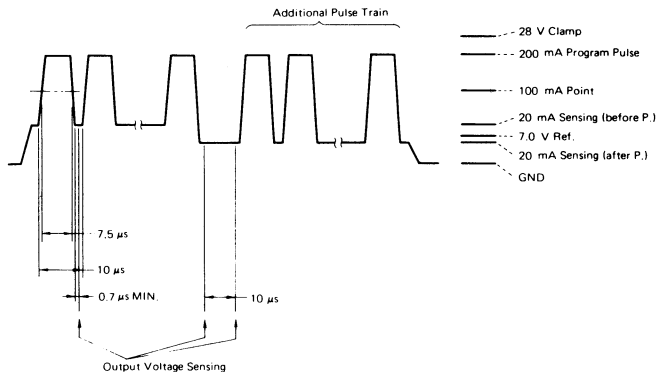 Additional Pulse Train
28 V Clamp
200 mA Program Pulse
100 mA Point
20 mA Sensing (before P.)
7.0 V Ref.
20 mA Sensing (after P.)
GND
7.5 μs
10 μs
0.7 μs MIN.
10 μs
Output Voltage Sensing